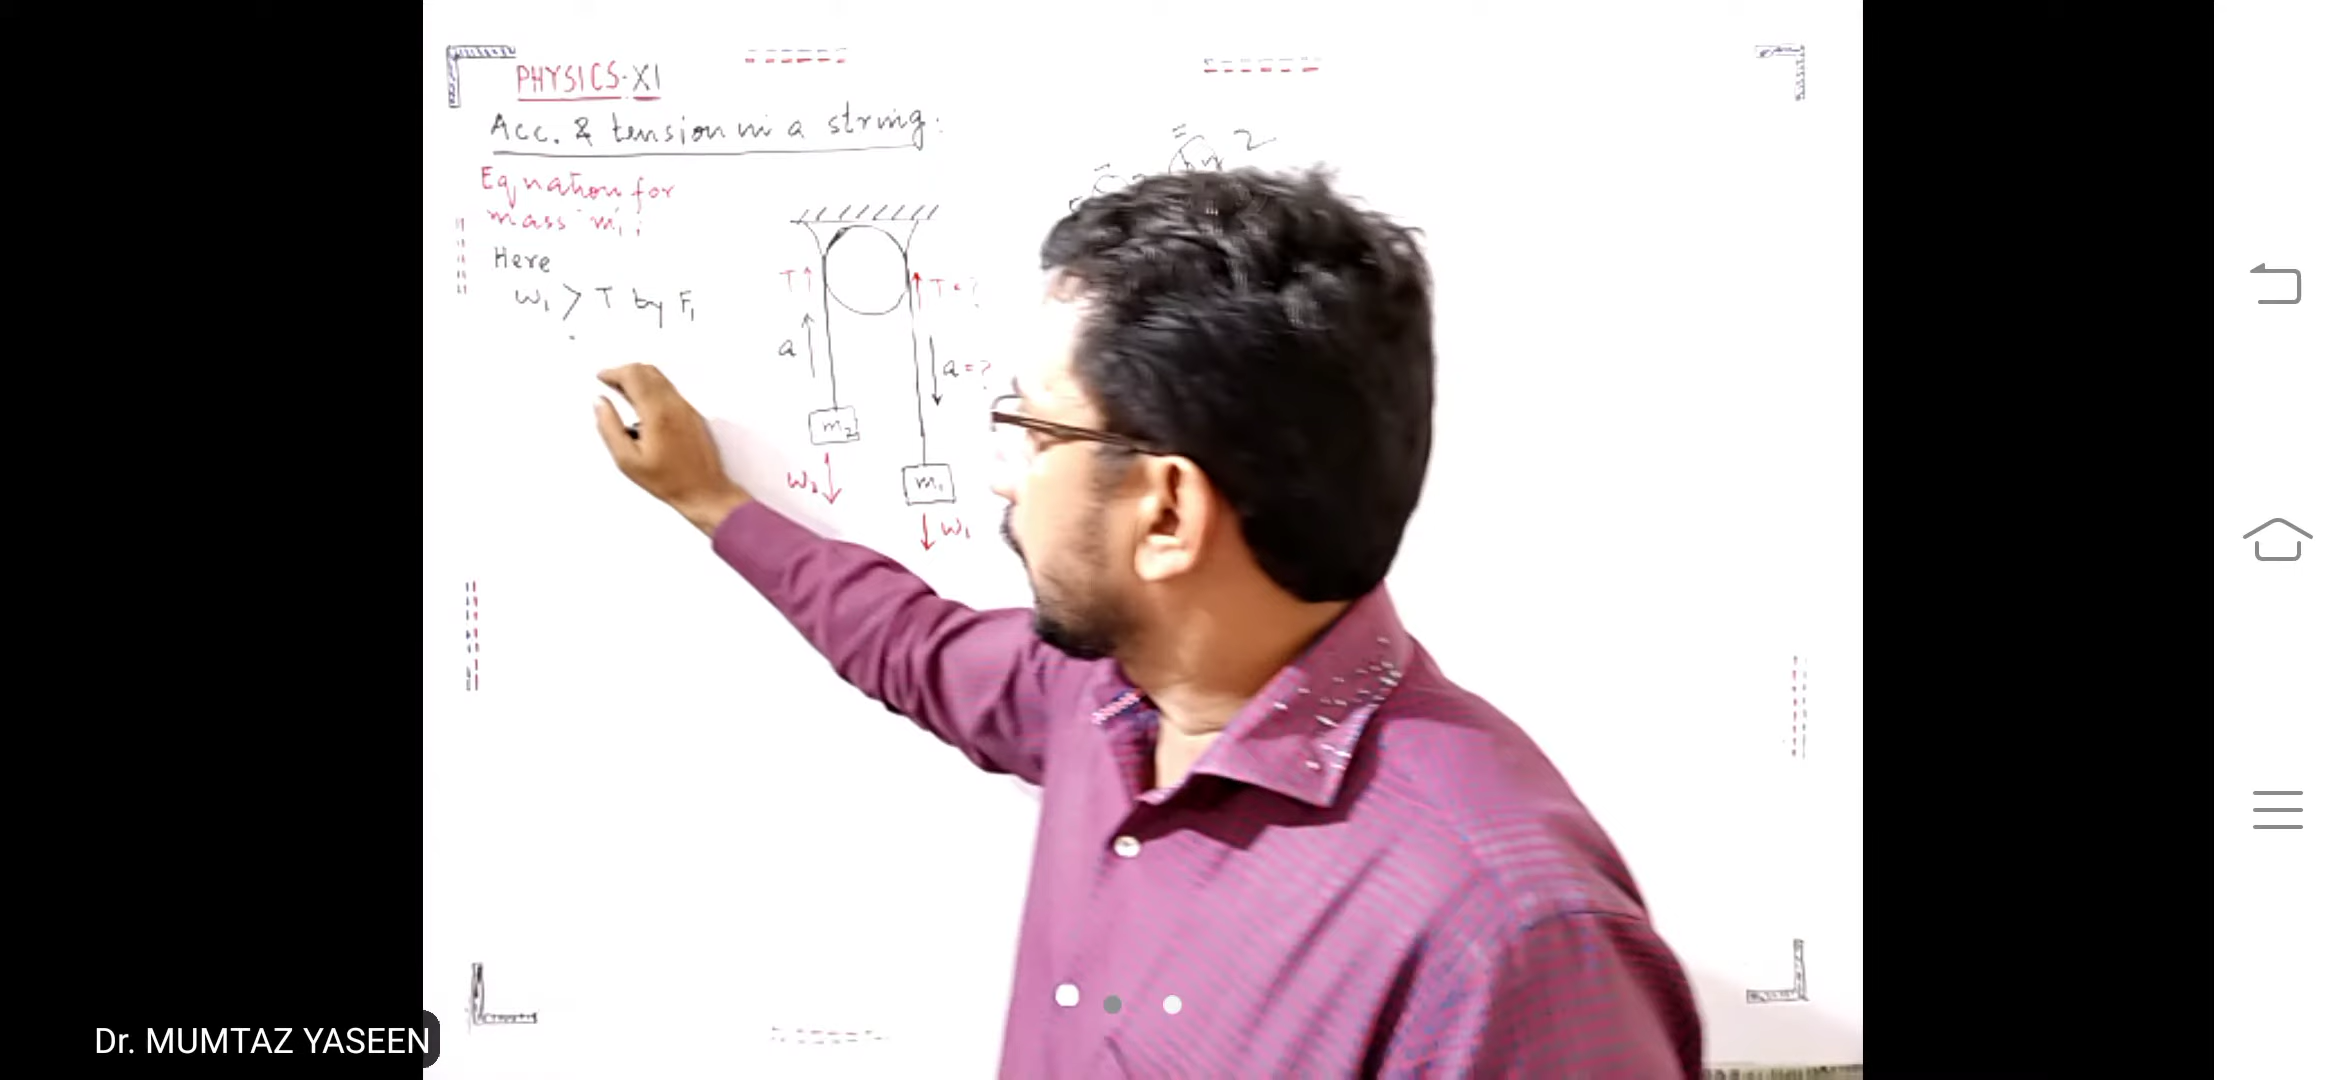 PHYSICS-XI
Acc. & tension in a string:
Equation for
mass m₁:
Here
w₁ > T by F₁
T
T = ?
a
a = ?
m₂
m₁
w₂
w₁
2
Dr. MUMTAZ YASEEN